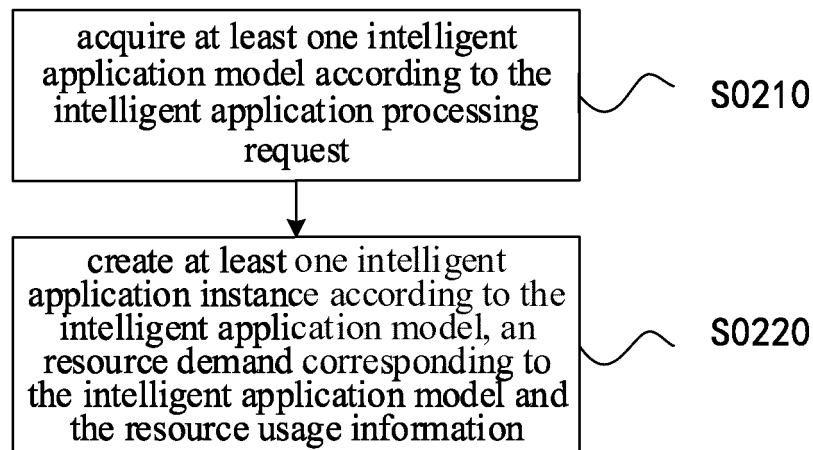 acquire at least one intelligent
application model according to the
intelligent application processing
request
S0210
create at least one intelligent
application instance according to the
intelligent application model, an
resource demand corresponding to
the intelligent application model and
the resource usage information
S0220